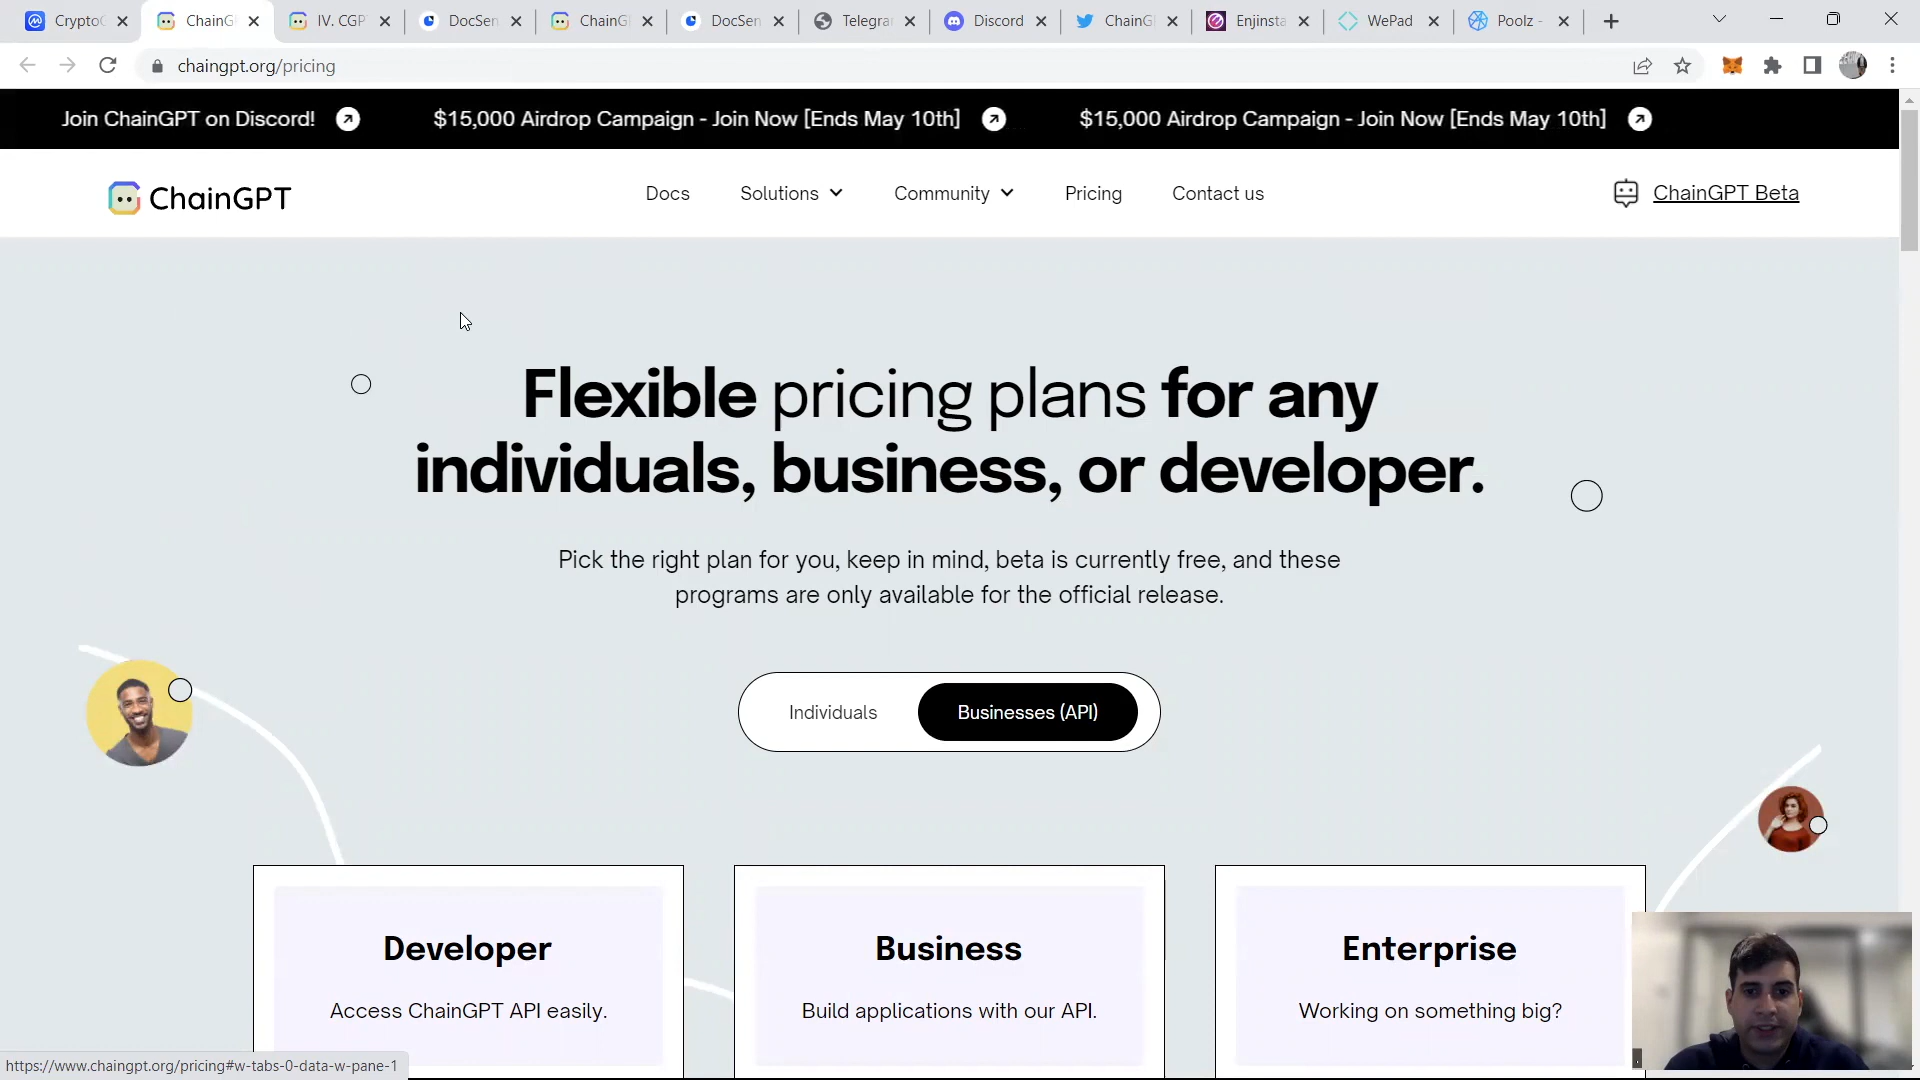 CryptoC
ChainG
IV. CGP
DocSen
ChainG
DocSen
Telegra
Discord
ChainG
Enjinsta
WePad
Poolz -
chaingpt.org/pricing
Join ChainGPT on Discord!
$15,000 Airdrop Campaign - Join Now [Ends May 10th]
$15,000 Airdrop Campaign - Join Now [Ends May 10th]
ChainGPT
Docs
Solutions
Community
Pricing
Contact us
ChainGPT Beta
Flexible pricing plans for any
individuals, business, or developer.
Pick the right plan for you, keep in mind, beta is currently free, and these
programs are only available for the official release.
Individuals
Businesses (API)
Developer
Access ChainGPT API easily.
Business
Build applications with our API.
Enterprise
Working on something big?
https://www.chaingpt.org/pricing#w-tabs-0-data-w-pane-1